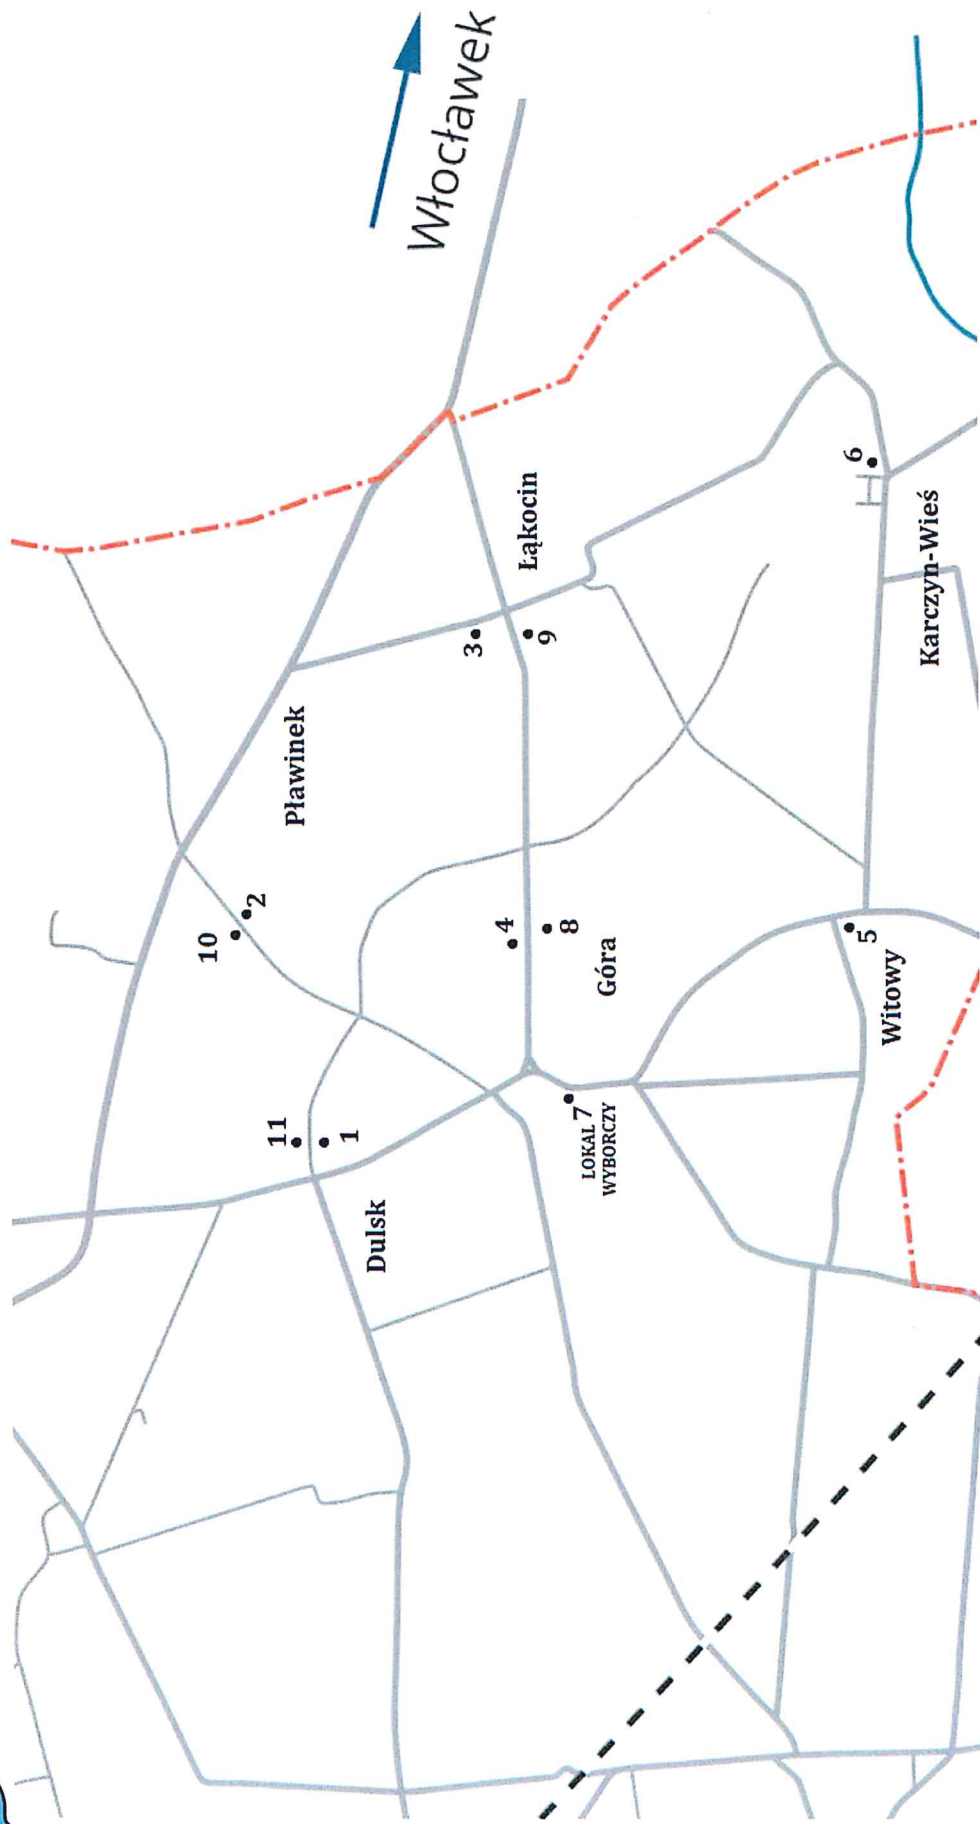 Włocławek
11
1
Dulsk
10
2
Pławinek
3
9
Łąkocin
4
8
Góra
7
LOKAL
WYBORCZY
5
Witowy
6
Karczyn-Wieś